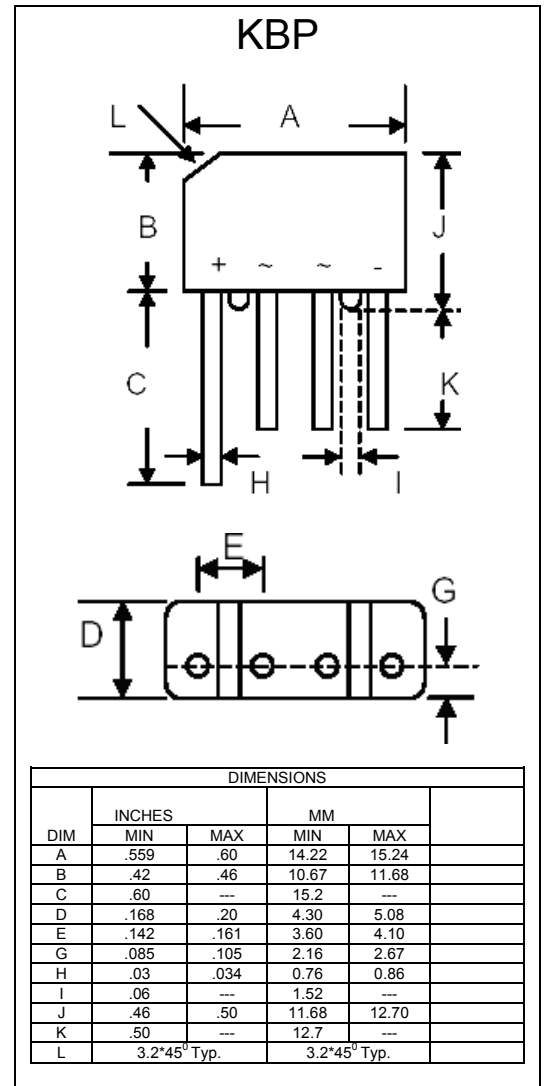 KBP
L A
B J
+ ~ ~ -
C K
H I
E
G
D
DIMENSIONS
INCHES MM
DIM MIN MAX MIN MAX
A .559 .60 14.22 15.24
B .42 .46 10.67 11.68
C .60 --- 15.2 ---
D .168 .20 4.30 5.08
E .142 .161 3.60 4.10
G .085 .105 2.16 2.67
H .03 .034 0.76 0.86
I .06 --- 1.52 ---
J .46 .50 11.68 12.70
K .50 --- 12.7 ---
L 3.2*45⁰ Typ. 3.2*45⁰ Typ.